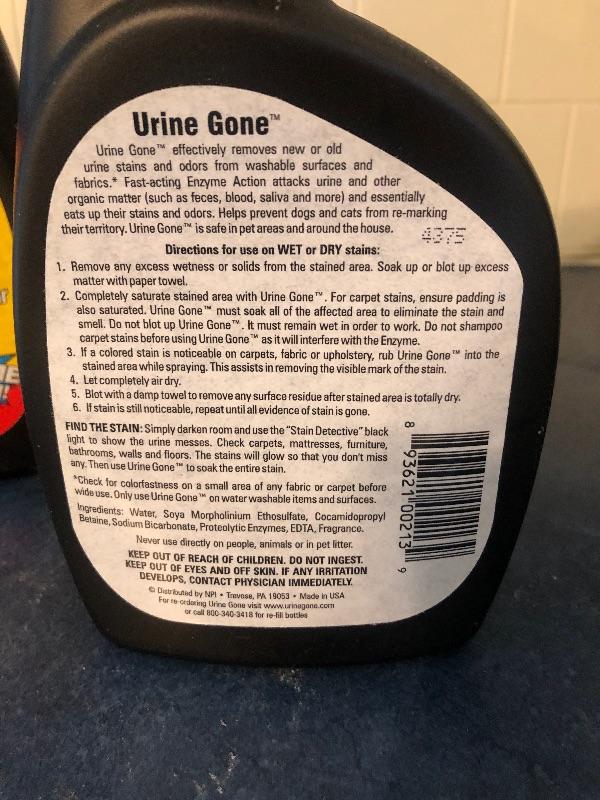 Urine Gone™
Urine Gone™ effectively removes new or old
urine stains and odors from washable surfaces and
fabrics.* Fast-acting Enzyme Action attacks urine and other
organic matter (such as feces, blood, saliva and more) and essentially
eats up their stains and odors. Helps prevent dogs and cats from re-marking
their territory. Urine Gone™ is safe in pet areas and around the house.
4375
Directions for use on WET or DRY stains:
1. Remove any excess wetness or solids from the stained area. Soak up or blot up excess
matter with paper towel.
2. Completely saturate stained area with Urine Gone™. For carpet stains, ensure padding is
also saturated. Urine Gone™ must soak all of the affected area to eliminate the stain and
smell. Do not blot up Urine Gone™. It must remain wet in order to work. Do not shampoo
carpet stains before using Urine Gone™ as it will interfere with the Enzyme.
3. If a colored stain is noticeable on carpets, fabric or upholstery, rub Urine Gone™ into the
stained area while spraying. This assists in removing the visible mark of the stain.
4. Let completely air dry.
5. Blot with a damp towel to remove any surface residue after stained area is totally dry.
6. If stain is still noticeable, repeat until all evidence of stain is gone.
FIND THE STAIN: Simply darken room and use the "Stain Detective" black
light to show the urine messes. Check carpets, mattresses, furniture,
bathrooms, walls and floors. The stains will glow so that you don't miss
any. Then use Urine Gone™ to soak the entire stain.
*Check for colorfastness on a small area of any fabric or carpet before
wide use. Only use Urine Gone™ on water washable items and surfaces.
Ingredients: Water, Soya Morpholinium Ethosulfate, Cocamidopropyl
Betaine, Sodium Bicarbonate, Proteolytic Enzymes, EDTA, Fragrance.
Never use directly on people, animals or in pet litter.
KEEP OUT OF REACH OF CHILDREN. DO NOT INGEST.
KEEP OUT OF EYES AND OFF SKIN. IF ANY IRRITATION
DEVELOPS, CONTACT PHYSICIAN IMMEDIATELY.
© Distributed by NPI • Trevose, PA 19053 • Made in USA
For re-ordering Urine Gone visit www.urinegone.com
or call 800-340-3418 for re-fill bottles
8 93621 00213 9